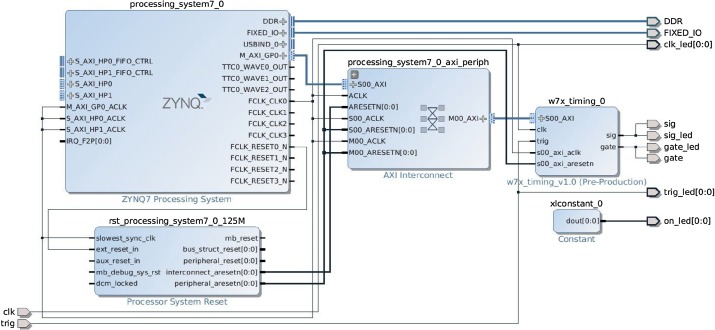 processing_system7_0
DDR
FIXED_IO
USBIND_0
M_AXI_GP0
TTC0_WAVE0_OUT
TTC0_WAVE1_OUT
TTC0_WAVE2_OUT
FCLK_CLK0
FCLK_CLK1
FCLK_CLK2
FCLK_CLK3
FCLK_RESET0_N
FCLK_RESET1_N
FCLK_RESET2_N
FCLK_RESET3_N
S_AXI_HP0_FIFO_CTRL
S_AXI_HP1_FIFO_CTRL
S_AXI_HP0
S_AXI_HP1
M_AXI_GP0_ACLK
S_AXI_HP0_ACLK
S_AXI_HP1_ACLK
IRQ_F2P[0:0]
ZYNQ
ZYNQ7 Processing System
processing_system7_0_axi_periph
S00_AXI
ACLK
ARESETN[0:0]
S00_ACLK
S00_ARESETN[0:0]
M00_ACLK
M00_ARESETN[0:0]
M00_AXI
AXI Interconnect
w7x_timing_0
S00_AXI
clk
trig
s00_axi_aclk
s00_axi_aresetn
sig
gate
w7x_timing_v1.0 (Pre-Production)
xlconstant_0
dout[0:0]
Constant
rst_processing_system7_0_125M
slowest_sync_clk
ext_reset_in
aux_reset_in
mb_debug_sys_rst
dcm_locked
mb_reset
bus_struct_reset[0:0]
peripheral_reset[0:0]
interconnect_aresetn[0:0]
peripheral_aresetn[0:0]
Processor System Reset
DDR
FIXED_IO
clk_led[0:0]
sig
sig_led
gate_led
gate
trig_led[0:0]
on_led[0:0]
clk
trig